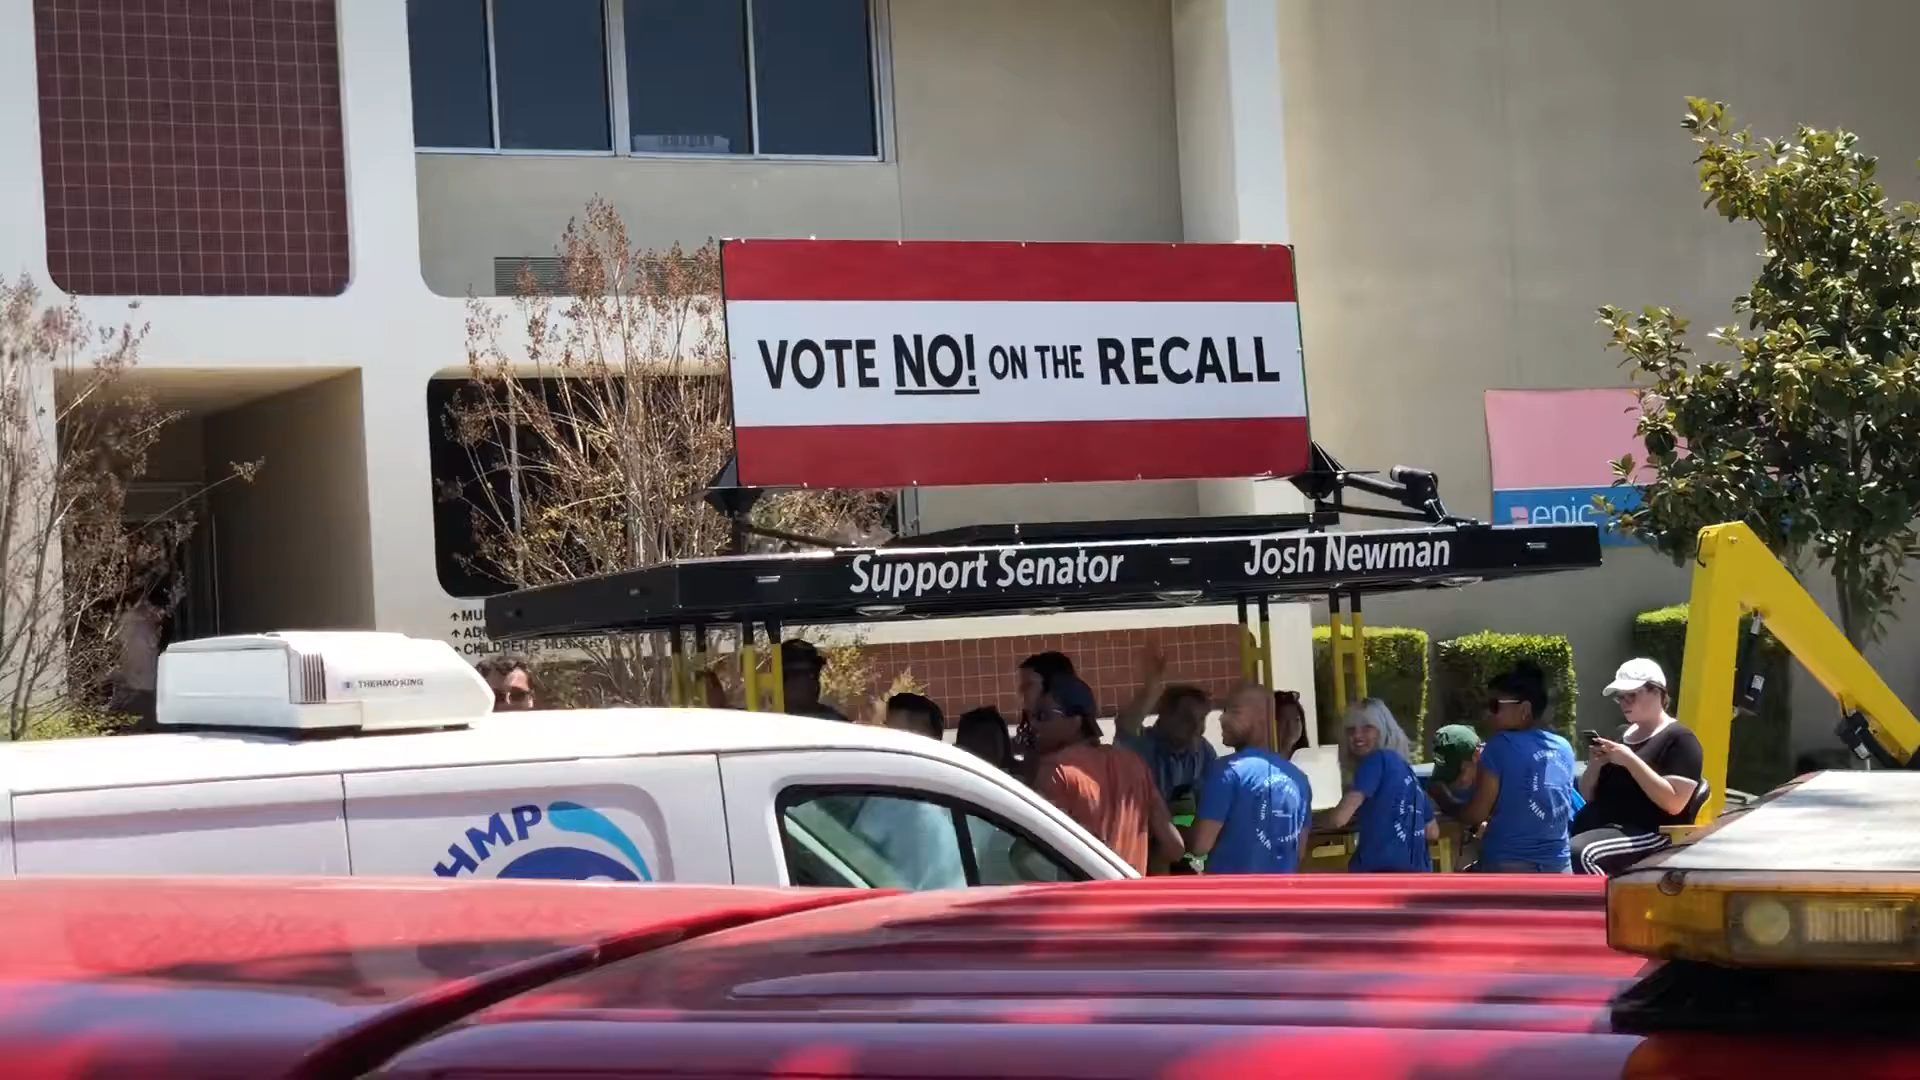 VOTE NO! ON THE RECALL
epic
Support Senator Josh Newman
THERMO KING
HMP